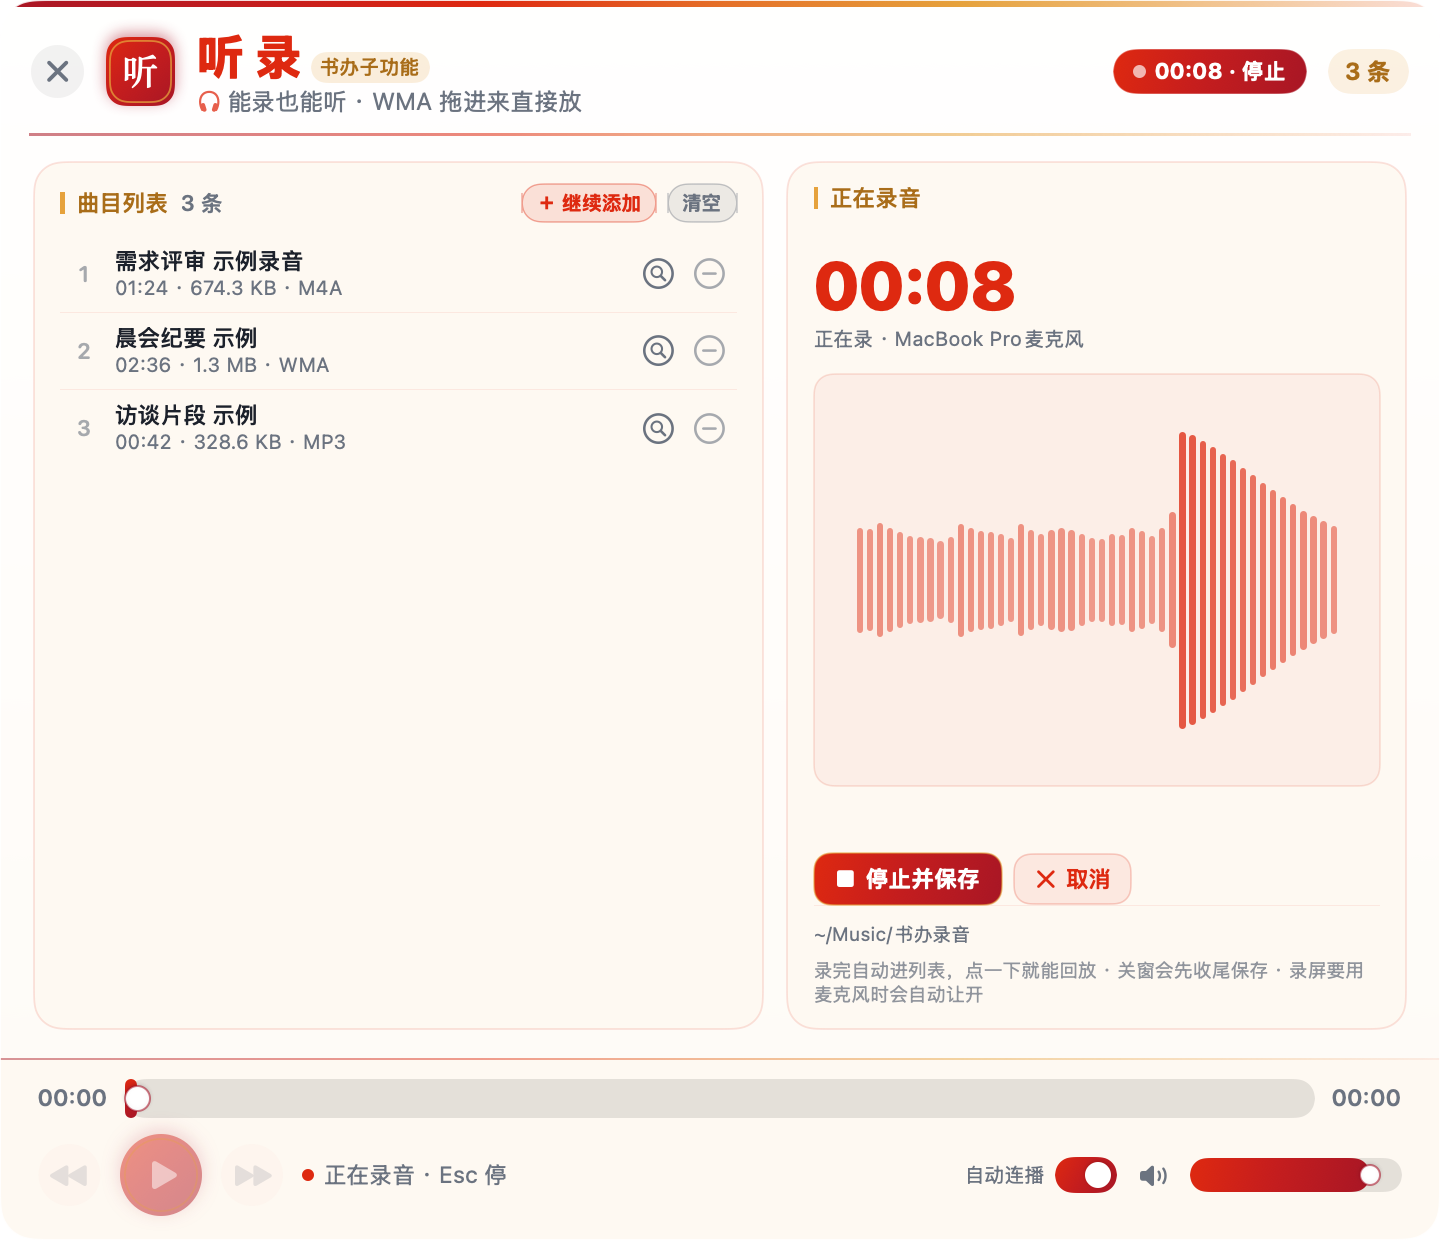 听
听录 书办子功能
能录也能听 · WMA 拖进来直接放
00:08 · 停止
3 条
曲目列表 3 条
+ 继续添加
清空
1
需求评审 示例录音
01:24 · 674.3 KB · M4A
2
晨会纪要 示例
02:36 · 1.3 MB · WMA
3
访谈片段 示例
00:42 · 328.6 KB · MP3
正在录音
00:08
正在录 · MacBook Pro麦克风
停止并保存
取消
~/Music/书办录音
录完自动进列表，点一下就能回放 · 关窗会先收尾保存 · 录屏要用
麦克风时会自动让开
00:00
00:00
正在录音 · Esc 停
自动连播